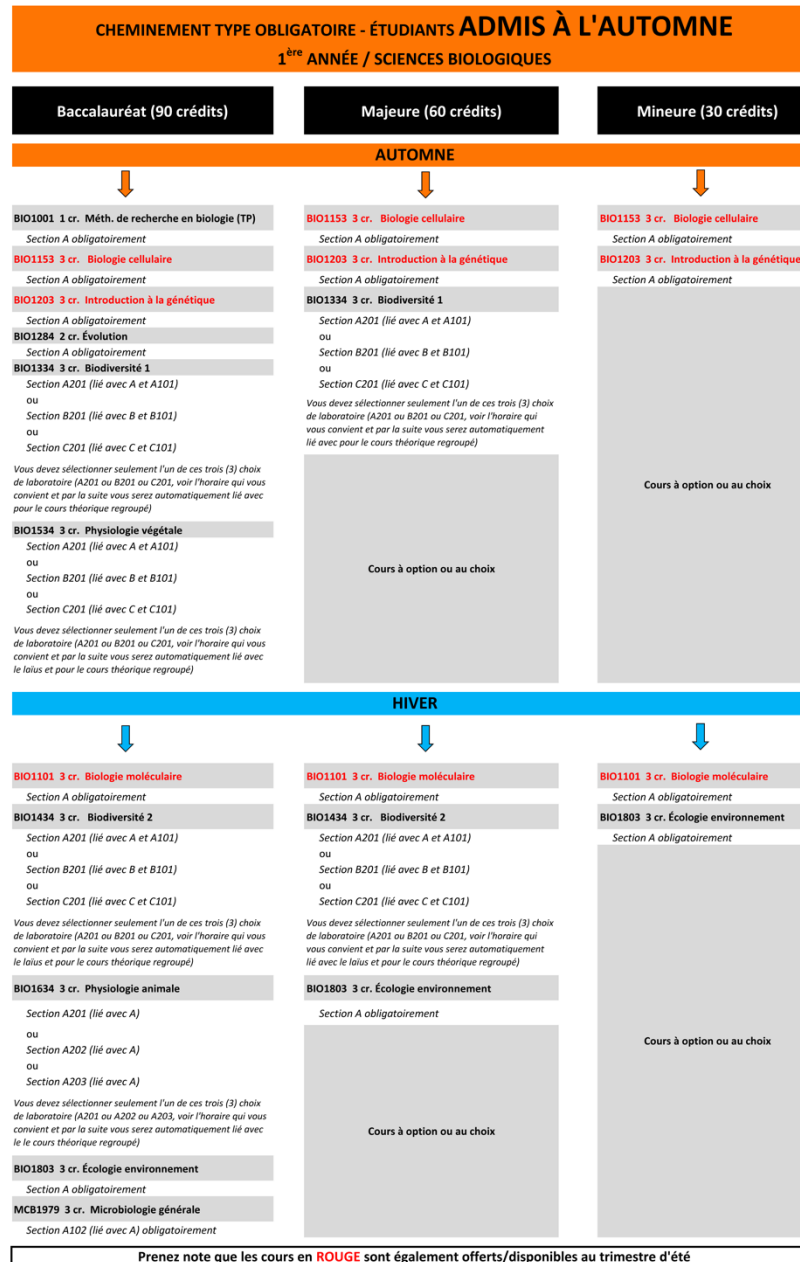 CHEMINEMENT TYPE OBLIGATOIRE - ÉTUDIANTS ADMIS À L'AUTOMNE
1ère ANNÉE / SCIENCES BIOLOGIQUES
Baccalauréat (90 crédits)
Majeure (60 crédits)
Mineure (30 crédits)
AUTOMNE
BIO1001 1 cr. Méth. de recherche en biologie (TP)
Section A obligatoirement
BIO1153 3 cr. Biologie cellulaire
Section A obligatoirement
BIO1203 3 cr. Introduction à la génétique
Section A obligatoirement
BIO1284 2 cr. Évolution
Section A obligatoirement
BIO1334 3 cr. Biodiversité 1
Section A201 (lié avec A et A101)
ou
Section B201 (lié avec B et B101)
ou
Section C201 (lié avec C et C101)
Vous devez sélectionner seulement l'un de ces trois (3) choix
de laboratoire (A201 ou B201 ou C201, voir l'horaire qui vous
convient et par la suite vous serez automatiquement lié avec
pour le cours théorique regroupé)
BIO1534 3 cr. Physiologie végétale
Section A201 (lié avec A et A101)
ou
Section B201 (lié avec B et B101)
ou
Section C201 (lié avec C et C101)
Vous devez sélectionner seulement l'un de ces trois (3) choix
de laboratoire (A201 ou B201 ou C201, voir l'horaire qui vous
convient et par la suite vous serez automatiquement lié avec
le laïus et pour le cours théorique regroupé)
BIO1153 3 cr. Biologie cellulaire
Section A obligatoirement
BIO1203 3 cr. Introduction à la génétique
Section A obligatoirement
BIO1334 3 cr. Biodiversité 1
Section A201 (lié avec A et A101)
ou
Section B201 (lié avec B et B101)
ou
Section C201 (lié avec C et C101)
Vous devez sélectionner seulement l'un de ces trois (3) choix
de laboratoire (A201 ou B201 ou C201, voir l'horaire qui
vous convient et par la suite vous serez automatiquement
lié avec pour le cours théorique regroupé)
Cours à option ou au choix
BIO1153 3 cr. Biologie cellulaire
Section A obligatoirement
BIO1203 3 cr. Introduction à la génétique
Section A obligatoirement
Cours à option ou au choix
HIVER
BIO1101 3 cr. Biologie moléculaire
Section A obligatoirement
BIO1434 3 cr. Biodiversité 2
Section A201 (lié avec A et A101)
ou
Section B201 (lié avec B et B101)
ou
Section C201 (lié avec C et C101)
Vous devez sélectionner seulement l'un de ces trois (3) choix
de laboratoire (A201 ou B201 ou C201, voir l'horaire qui vous
convient et par la suite vous serez automatiquement lié avec
le laïus et pour le cours théorique regroupé)
BIO1634 3 cr. Physiologie animale
Section A201 (lié avec A)
ou
Section A202 (lié avec A)
ou
Section A203 (lié avec A)
Vous devez sélectionner seulement l'un de ces trois (3) choix
de laboratoire (A201 ou A202 ou A203, voir l'horaire qui vous
convient et par la suite vous serez automatiquement lié avec
le le cours théorique regroupé)
BIO1803 3 cr. Écologie environnement
Section A obligatoirement
MCB1979 3 cr. Microbiologie générale
Section A102 (lié avec A) obligatoirement
BIO1101 3 cr. Biologie moléculaire
Section A obligatoirement
BIO1434 3 cr. Biodiversité 2
Section A201 (lié avec A et A101)
ou
Section B201 (lié avec B et B101)
ou
Section C201 (lié avec C et C101)
Vous devez sélectionner seulement l'un de ces trois (3) choix
de laboratoire (A201 ou B201 ou C201, voir l'horaire qui
vous convient et par la suite vous serez automatiquement
lié avec le laïus et pour le cours théorique regroupé)
BIO1803 3 cr. Écologie environnement
Section A obligatoirement
Cours à option ou au choix
BIO1101 3 cr. Biologie moléculaire
Section A obligatoirement
BIO1803 3 cr. Écologie environnement
Section A obligatoirement
Cours à option ou au choix
Prenez note que les cours en ROUGE sont également offerts/disponibles au trimestre d'été